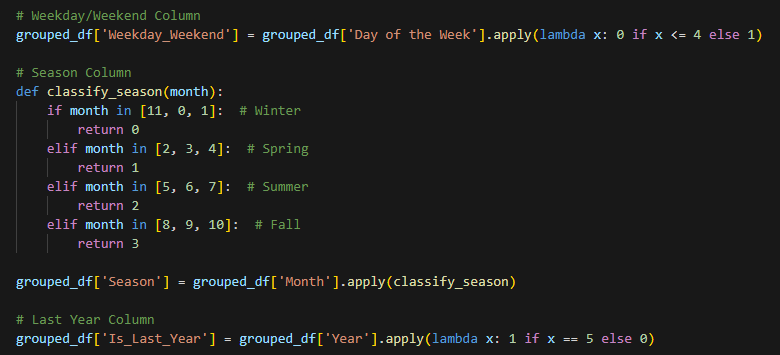 # Weekday/Weekend Column
grouped_df['Weekday_Weekend'] = grouped_df['Day of the Week'].apply(lambda x: 0 if x <= 4 else 1)

# Season Column
def classify_season(month):
    if month in [11, 0, 1]:  # Winter
        return 0
    elif month in [2, 3, 4]:  # Spring
        return 1
    elif month in [5, 6, 7]:  # Summer
        return 2
    elif month in [8, 9, 10]:  # Fall
        return 3

grouped_df['Season'] = grouped_df['Month'].apply(classify_season)

# Last Year Column
grouped_df['Is_Last_Year'] = grouped_df['Year'].apply(lambda x: 1 if x == 5 else 0)